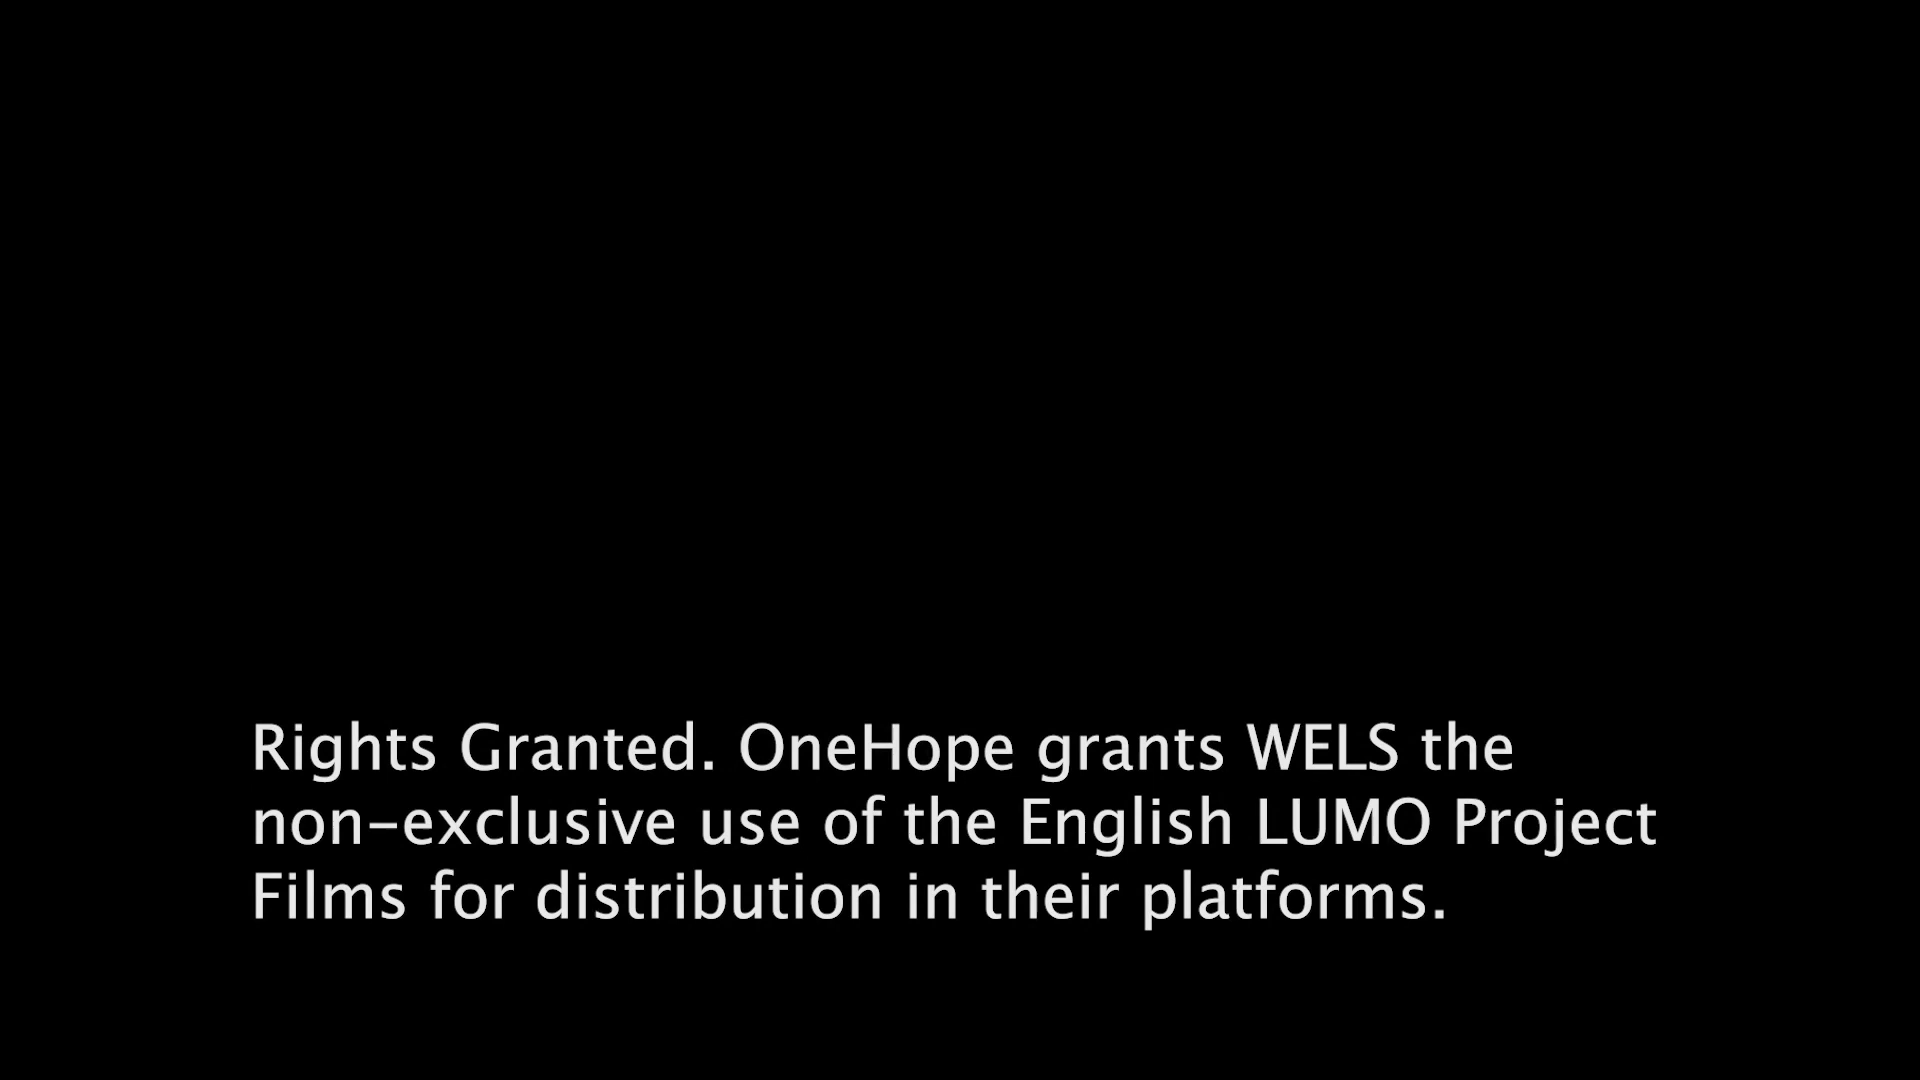 Rights Granted. OneHope grants WELS the
non-exclusive use of the English LUMO Project
Films for distribution in their platforms.